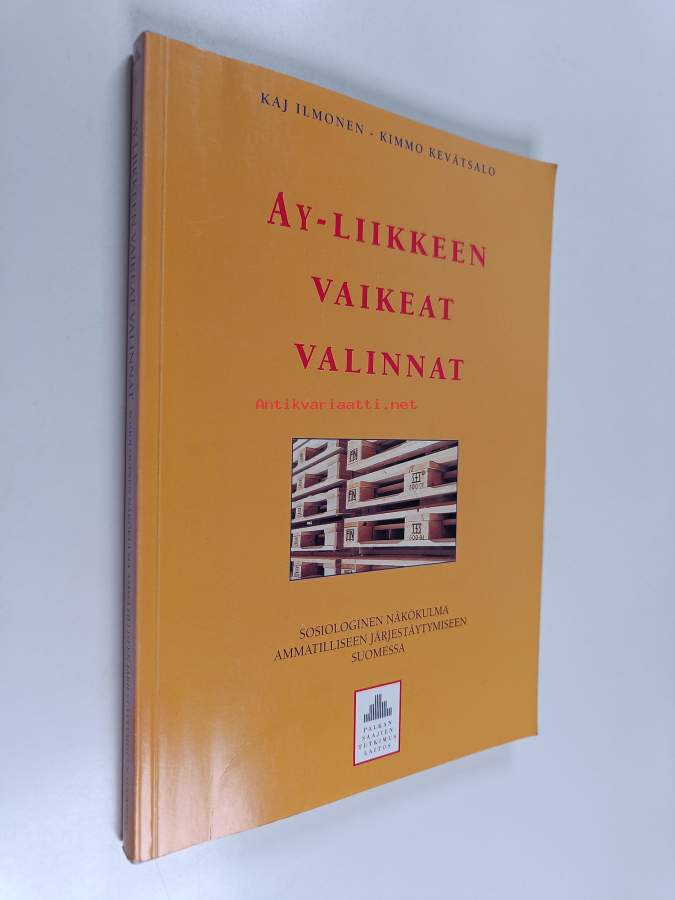 KAJ ILMONEN - KIMMO KEVÄTSALO
AY-LIIKKEEN
VAIKEAT
VALINNAT
Antikvariaatti.net
SOSIOLOGINEN NÄKÖKULMA
AMMATILLISEEN JÄRJESTÄYTYMISEEN
SUOMESSA
PALKAN
SAAJIEN
TUTKIMUS
LAITOS
AY-LIIKKEEN VAIKEAT VALINNAT